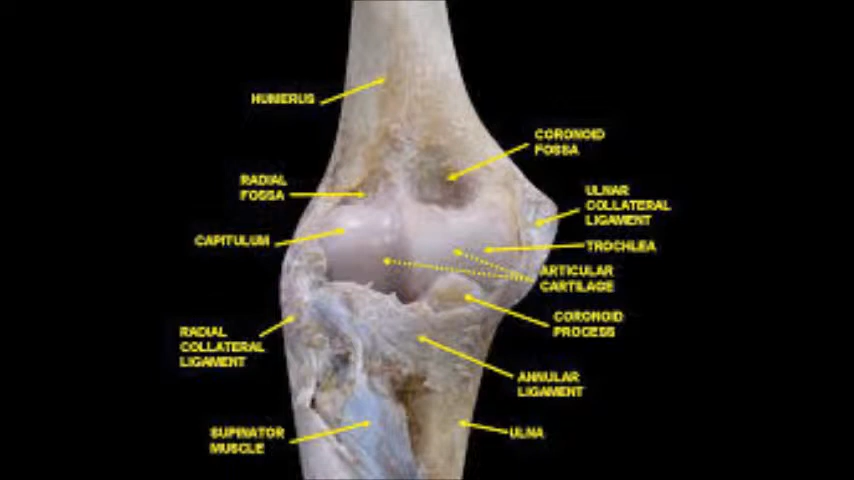 HUMERUS
CORONOID
FOSSA
RADIAL
FOSSA
ULNAR
COLLATERAL
LIGAMENT
CAPITULUM
TROCHLEA
ARTICULAR
CARTILAGE
CORONOID
PROCESS
RADIAL
COLLATERAL
LIGAMENT
ANNULAR
LIGAMENT
SUPINATOR
MUSCLE
ULNA